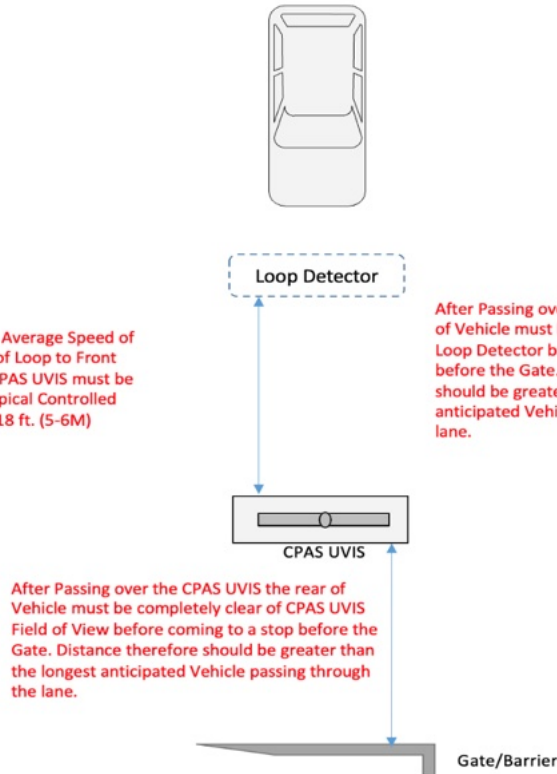 Loop Detector
Average Speed of
of Loop to Front
PAS UVIS must be
pical Controlled
18 ft. (5-6M)
After Passing ov
of Vehicle must
Loop Detector b
before the Gate.
should be greate
anticipated Vehi
lane.
CPAS UVIS
After Passing over the CPAS UVIS the rear of
Vehicle must be completely clear of CPAS UVIS
Field of View before coming to a stop before the
Gate. Distance therefore should be greater than
the longest anticipated Vehicle passing through
the lane.
Gate/Barrier